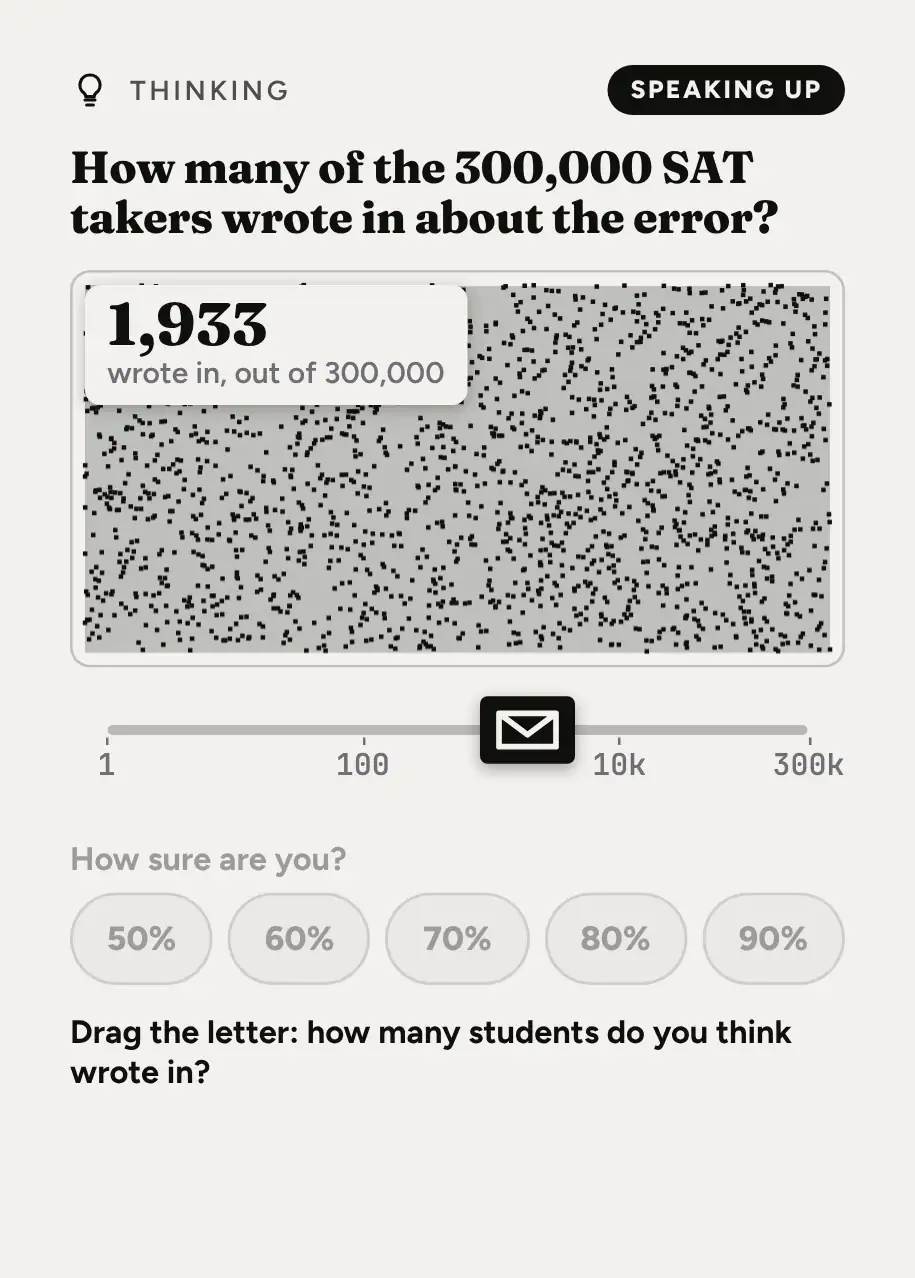 THINKING
SPEAKING UP
How many of the 300,000 SAT
takers wrote in about the error?
1,933
wrote in, out of 300,000
1
100
10k
300k
How sure are you?
50%
60%
70%
80%
90%
Drag the letter: how many students do you think
wrote in?